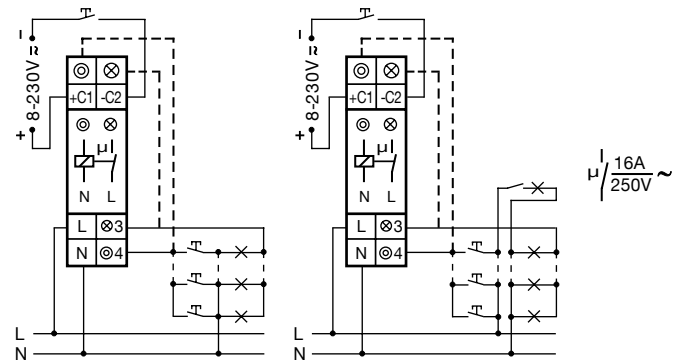 8-230V ≂
− +
+C1 -C2
µ
N L
L ⊗3
N ◎4
L
N
8-230V ≂
− +
+C1 -C2
µ
N L
L ⊗3
N ◎4
L
N
µ 16A
250V ~